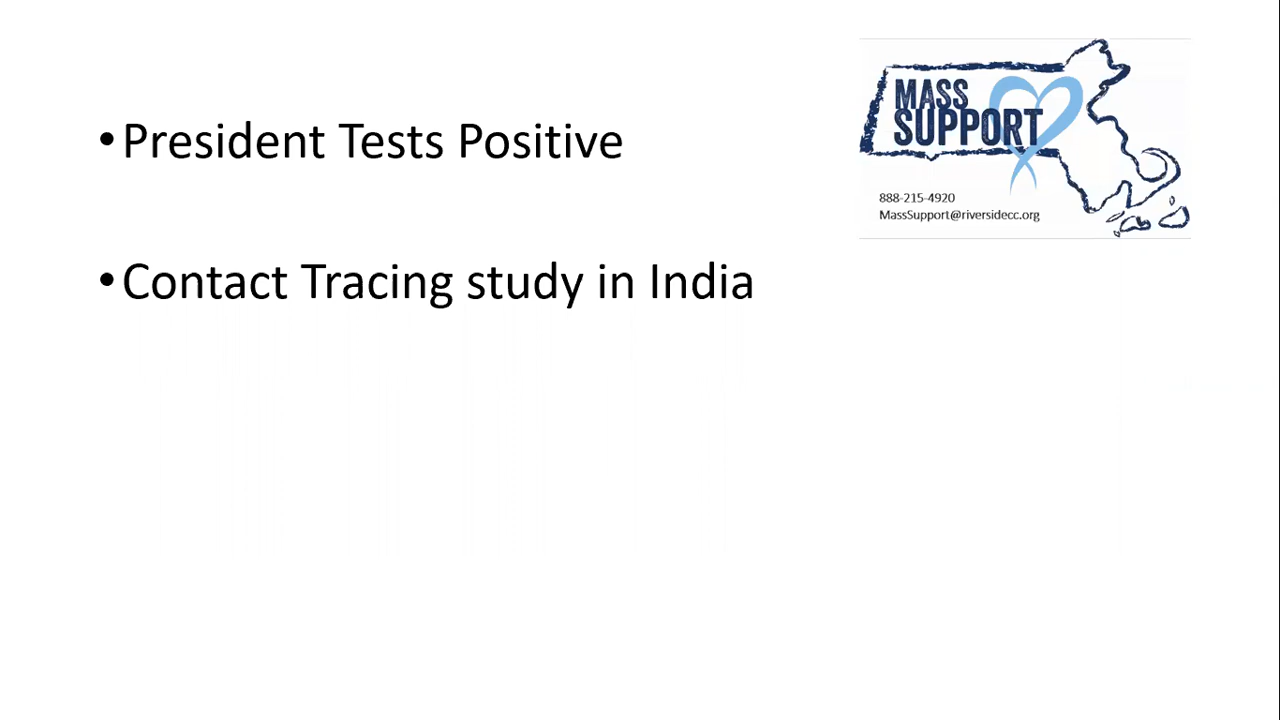 • President Tests Positive
• Contact Tracing study in India
MASS
SUPPORT
888-215-4920
MassSupport@riversidecc.org